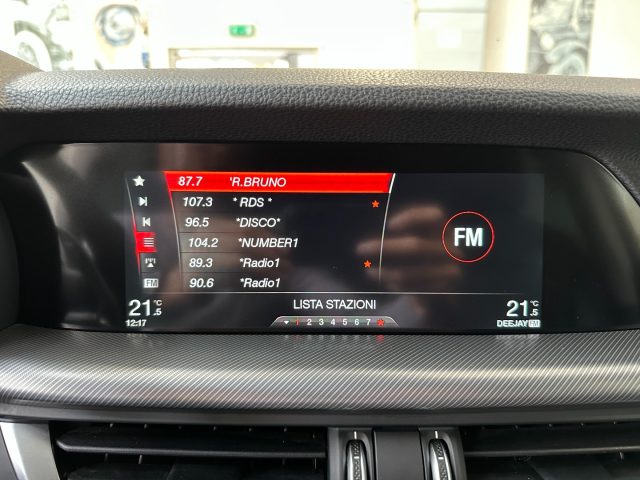 87.7 'R.BRUNO
107.3 * RDS *
96.5 *DISCO*
104.2 *NUMBER1
89.3 *Radio1
90.6 *Radio1
FM
FM
LISTA STAZIONI
21 °C .5
12:17
1 2 3 4 5 6 7
21 °C .5
DEEJAY FM